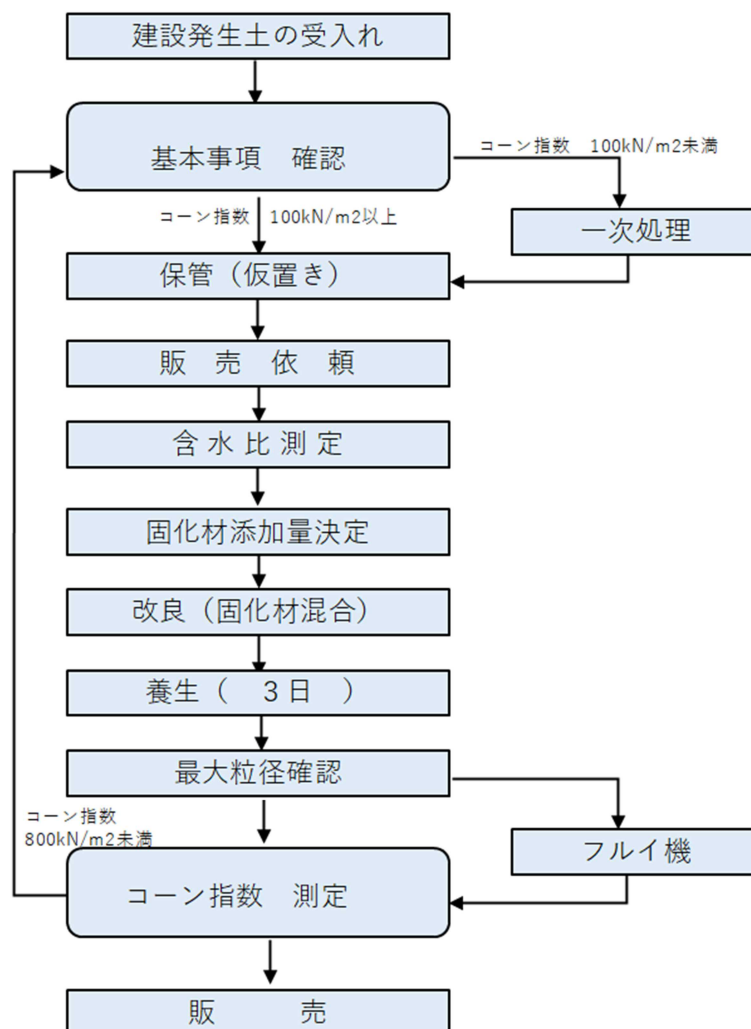 建設発生土の受入れ
基本事項　確認
コーン指数　100kN/m2未満
コーン指数　100kN/m2以上
一次処理
保管（仮置き）
販　売　依　頼
含 水 比 測 定
固化材添加量決定
改良（固化材混合）
養生（　３日　）
最大粒径確認
コーン指数
800kN/m2未満
フルイ機
コーン指数　測定
販　　　売